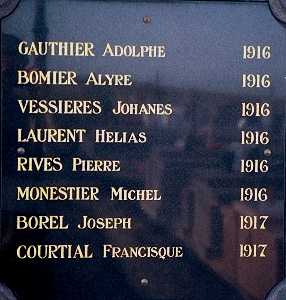 GAUTHIER ADOLPHE 1916
BOMIER ALYRE 1916
VESSIERES JOHANES 1916
LAURENT HELIAS 1916
RIVES PIERRE 1916
MONESTIER MICHEL 1916
BOREL JOSEPH 1917
COURTIAL FRANCISQUE 1917